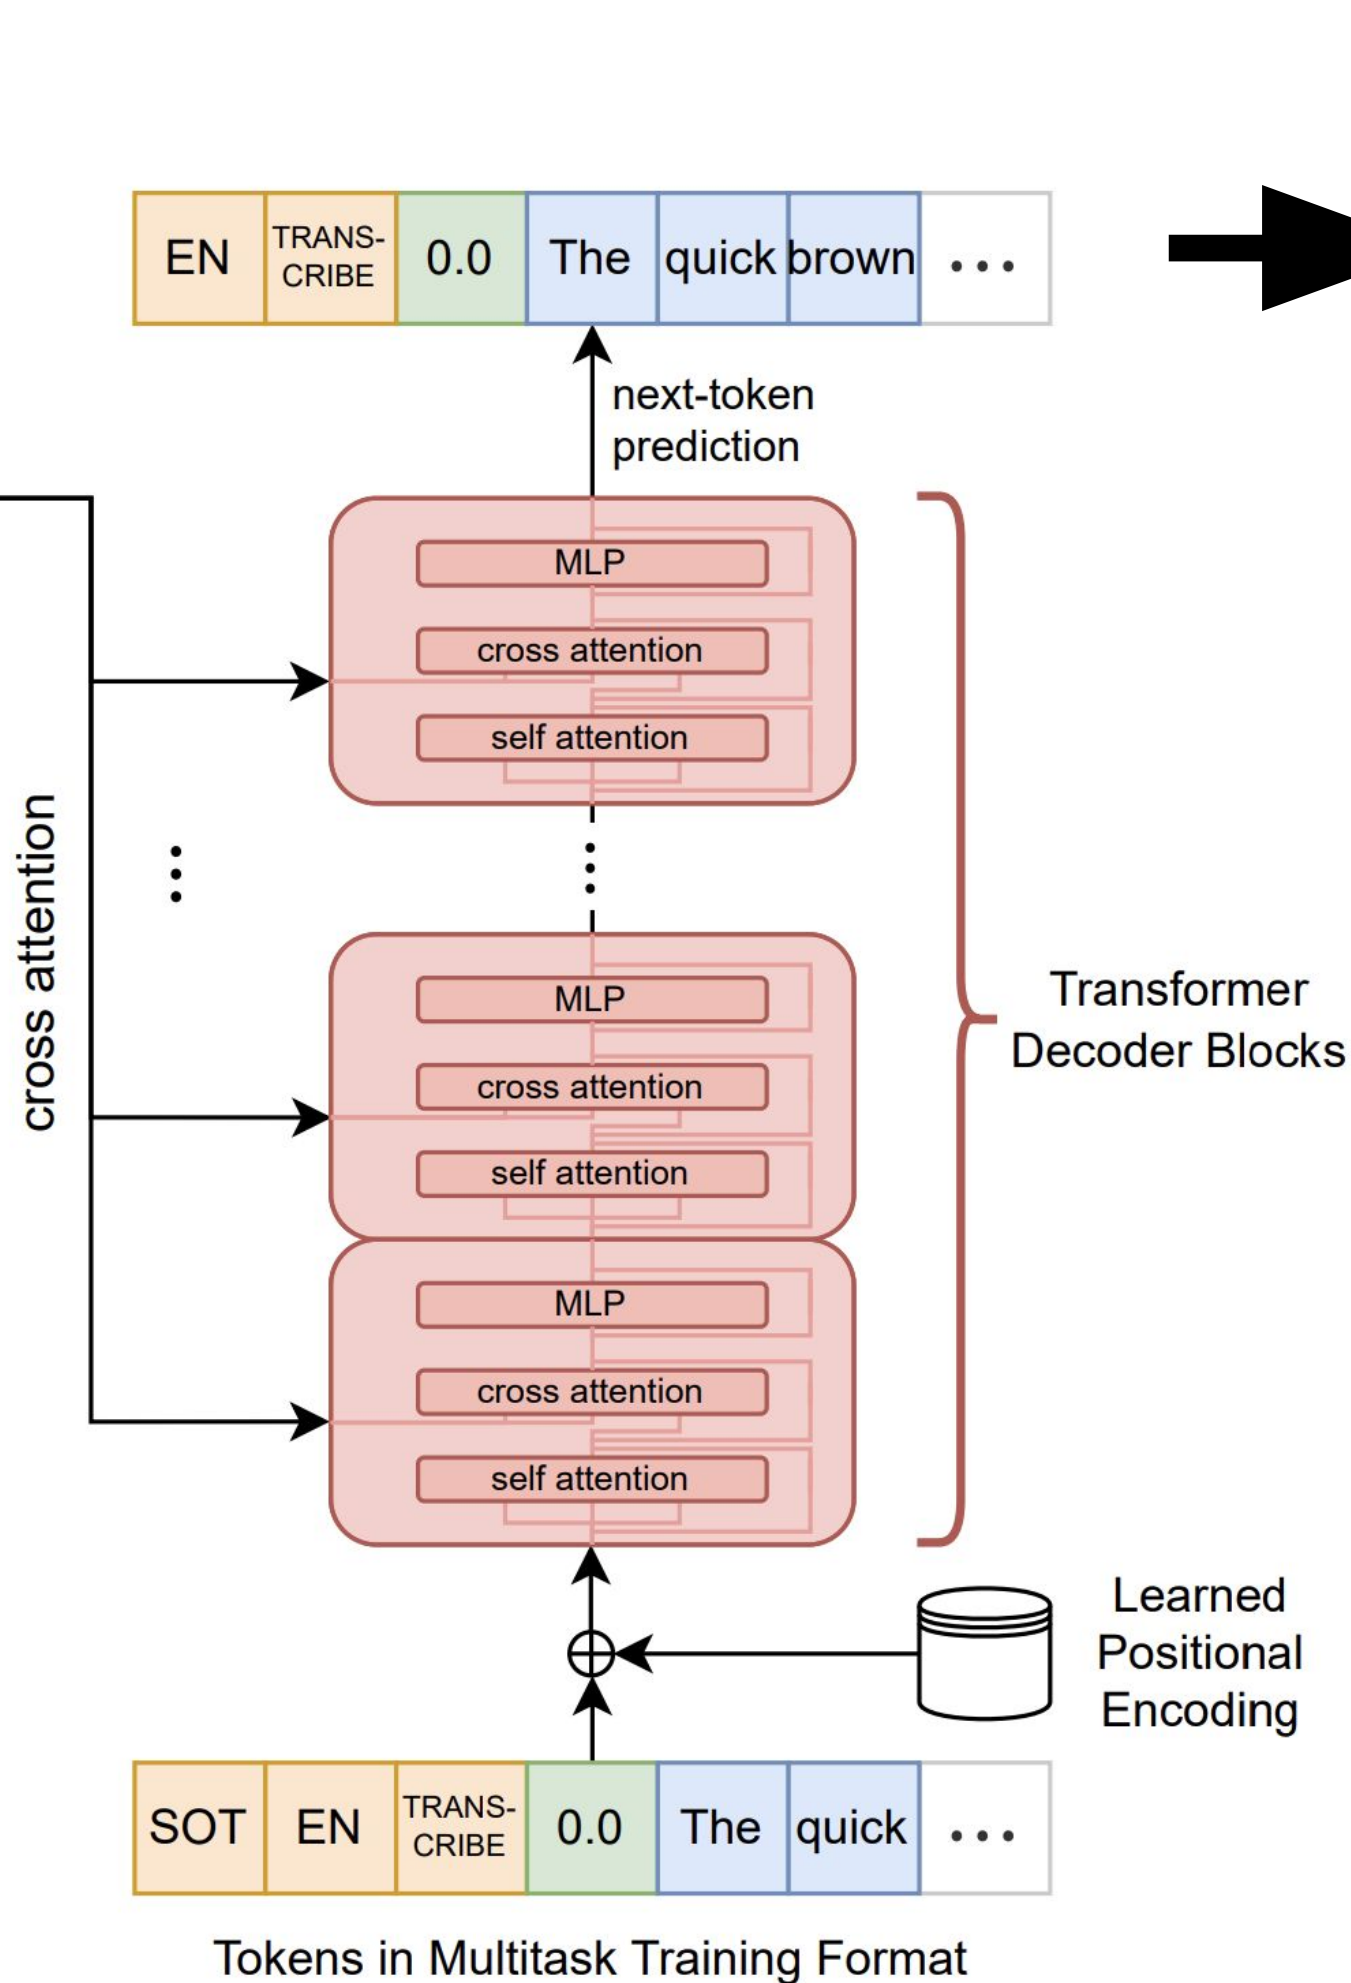 EN TRANS- 0.0 The quick brown ...
CRIBE
next-token
prediction
MLP
cross attention
self attention
cross attention
MLP
cross attention
self attention
Transformer
Decoder Blocks
MLP
cross attention
self attention
Learned
Positional
Encoding
SOT EN TRANS- 0.0 The quick ...
CRIBE
Tokens in Multitask Training Format